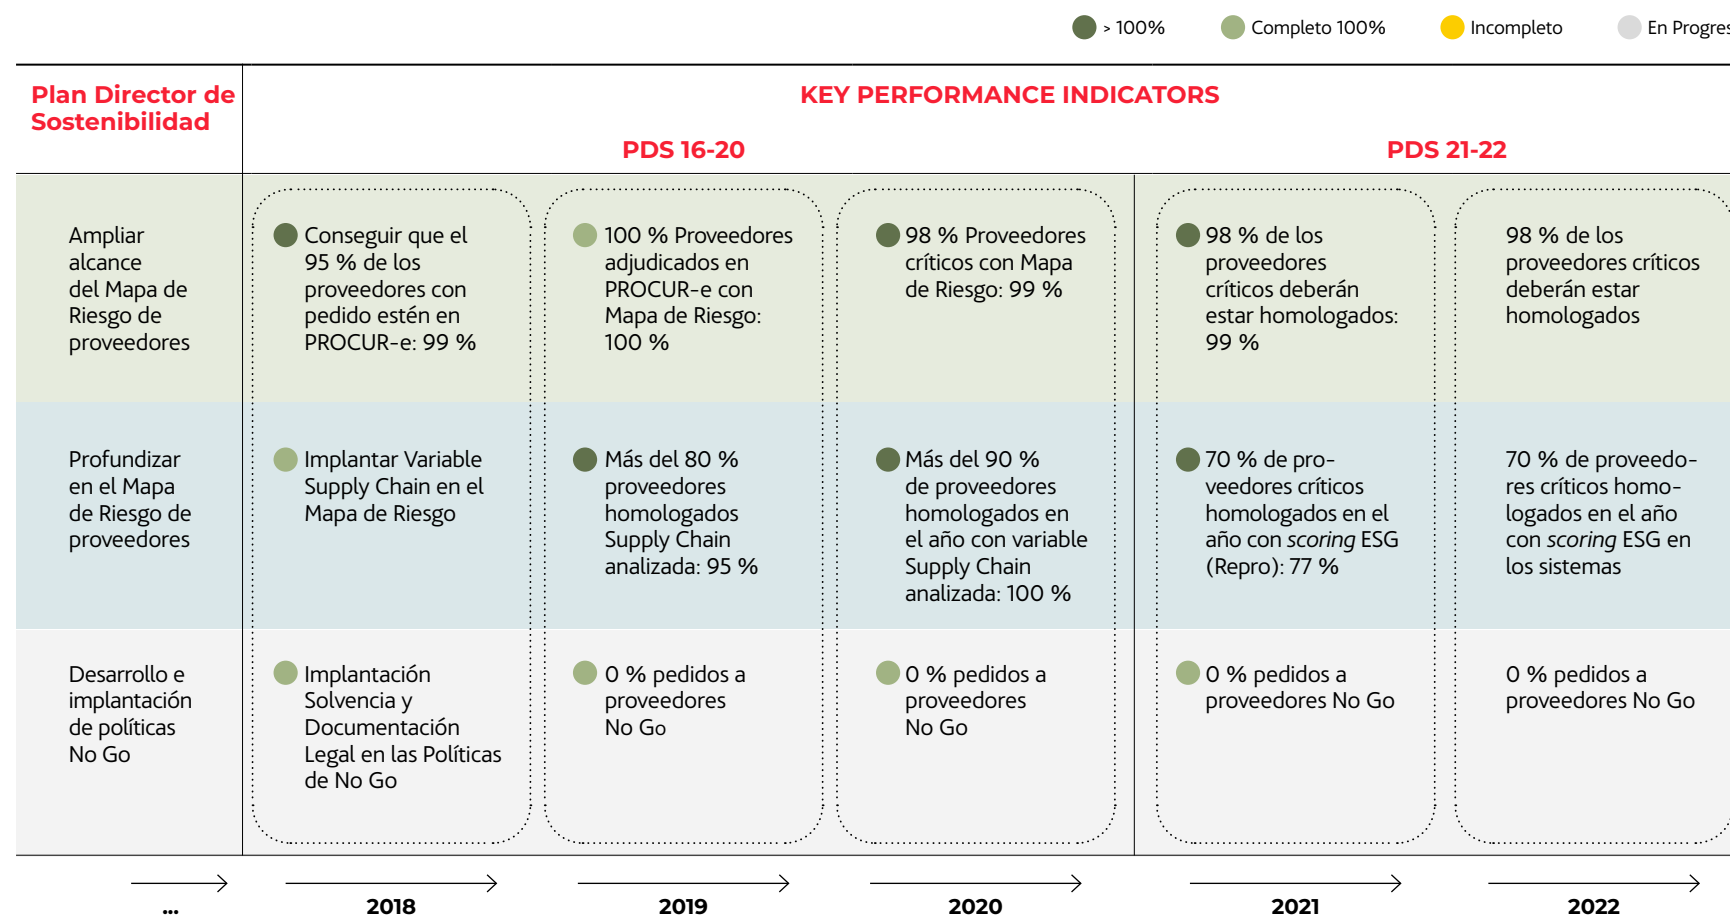 > 100%
Completo 100%
Incompleto
En Progres
Plan Director de
Sostenibilidad
KEY PERFORMANCE INDICATORS
PDS 16-20
PDS 21-22
Ampliar
alcance
del Mapa de
Riesgo de
proveedores
Conseguir que el
95 % de los
proveedores con
pedido estén en
PROCUR-e: 99 %
100 % Proveedores
adjudicados en
PROCUR-e con
Mapa de Riesgo:
100 %
98 % Proveedores
críticos con Mapa
de Riesgo: 99 %
98 % de los
proveedores
críticos deberán
estar homologados:
99 %
98 % de los
proveedores críticos
deberán estar
homologados
Profundizar
en el Mapa
de Riesgo de
proveedores
Implantar Variable
Supply Chain en el
Mapa de Riesgo
Más del 80 %
proveedores
homologados
Supply Chain
analizada: 95 %
Más del 90 %
de proveedores
homologados en
el año con variable
Supply Chain
analizada: 100 %
70 % de pro-
veedores críticos
homologados en el
año con scoring ESG
(Repro): 77 %
70 % de proveedo-
res críticos homo-
logados en el año
con scoring ESG en
los sistemas
Desarrollo e
implantación
de políticas
No Go
Implantación
Solvencia y
Documentación
Legal en las Políticas
de No Go
0 % pedidos a
proveedores
No Go
0 % pedidos a
proveedores
No Go
0 % pedidos a
proveedores No Go
0 % pedidos a
proveedores No Go
...
2018
2019
2020
2021
2022